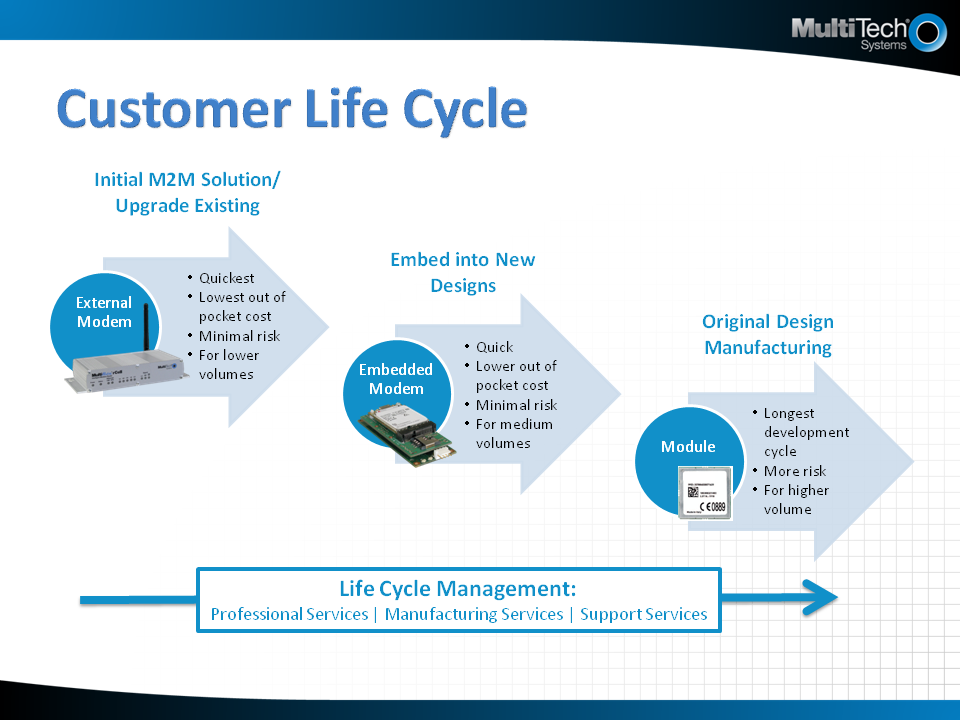 MultiTech
Systems
Customer Life Cycle
Initial M2M Solution/
Upgrade Existing
External
Modem
• Quickest
• Lowest out of
pocket cost
• Minimal risk
• For lower
volumes
Embed into New
Designs
Embedded
Modem
• Quick
• Lower out of
pocket cost
• Minimal risk
• For medium
volumes
Original Design
Manufacturing
Module
CE0889
• Longest
development
cycle
• More risk
• For higher
volume
Life Cycle Management:
Professional Services | Manufacturing Services | Support Services